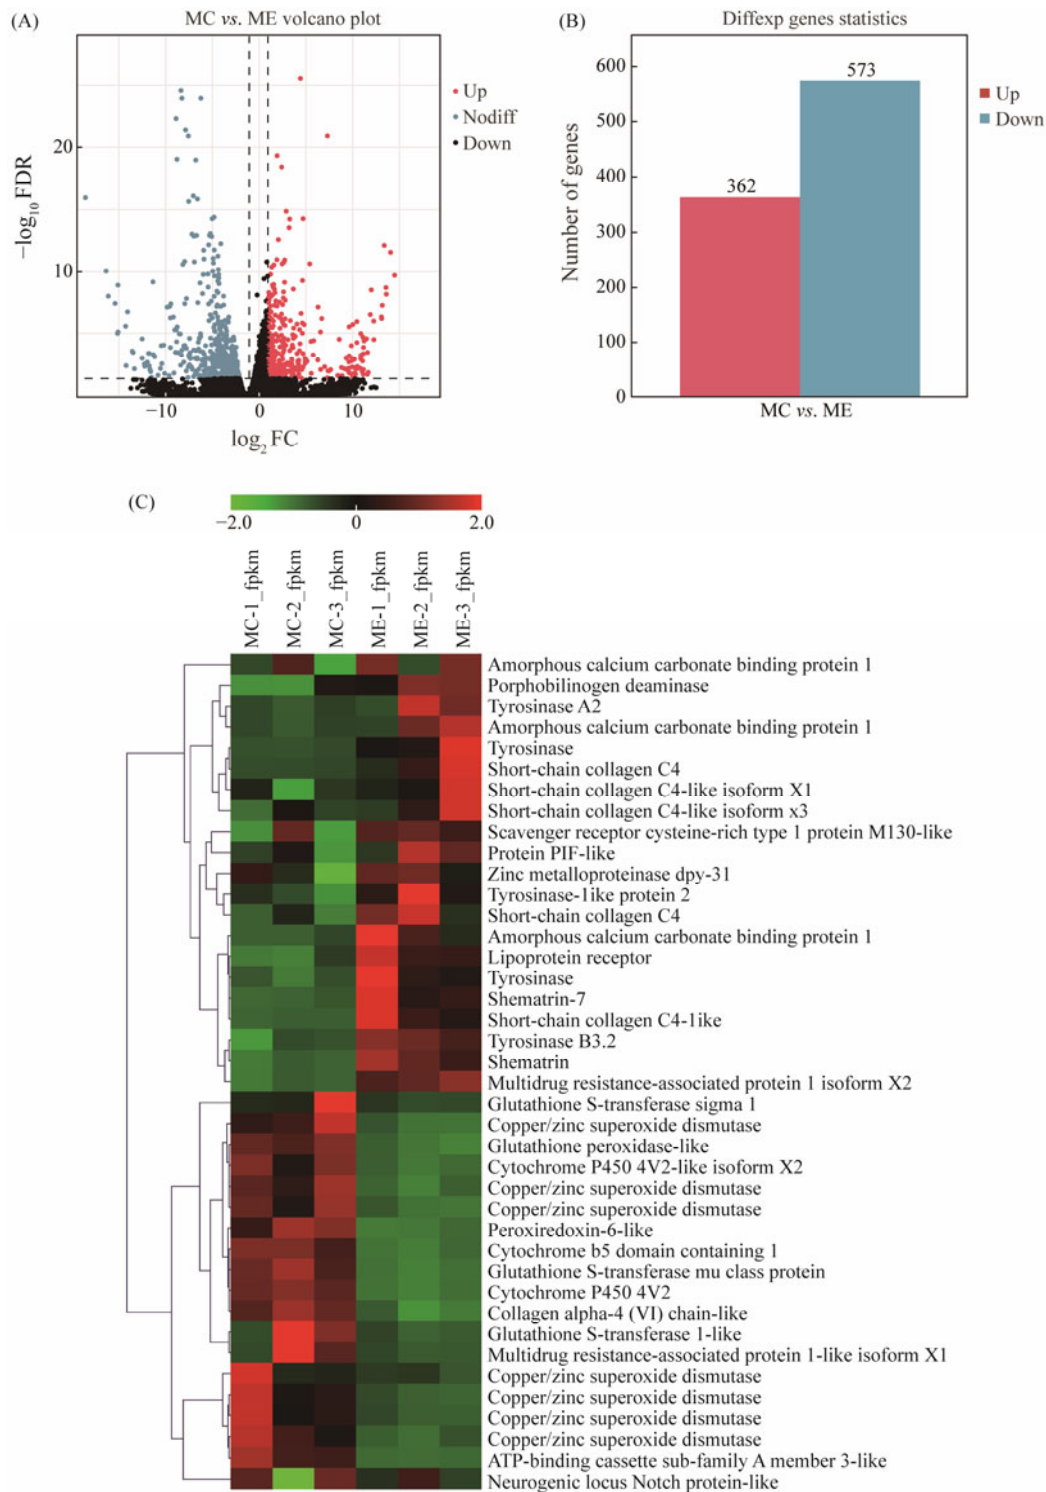 (A)
MC vs. ME volcano plot
−log10 FDR
20
10
−10
0
10
log2 FC
Up
Nodiff
Down
(B)
Diffexp genes statistics
Number of genes
600
500
400
300
200
100
0
362
573
MC vs. ME
Up
Down
(C)
−2.0
0
2.0
MC-1_fpkm
MC-2_fpkm
MC-3_fpkm
ME-1_fpkm
ME-2_fpkm
ME-3_fpkm
Amorphous calcium carbonate binding protein 1
Porphobilinogen deaminase
Tyrosinase A2
Amorphous calcium carbonate binding protein 1
Tyrosinase
Short-chain collagen C4
Short-chain collagen C4-like isoform X1
Short-chain collagen C4-like isoform x3
Scavenger receptor cysteine-rich type 1 protein M130-like
Protein PIF-like
Zinc metalloproteinase dpy-31
Tyrosinase-1ike protein 2
Short-chain collagen C4
Amorphous calcium carbonate binding protein 1
Lipoprotein receptor
Tyrosinase
Shematrin-7
Short-chain collagen C4-1ike
Tyrosinase B3.2
Shematrin
Multidrug resistance-associated protein 1 isoform X2
Glutathione S-transferase sigma 1
Copper/zinc superoxide dismutase
Glutathione peroxidase-like
Cytochrome P450 4V2-like isoform X2
Copper/zinc superoxide dismutase
Copper/zinc superoxide dismutase
Peroxiredoxin-6-like
Cytochrome b5 domain containing 1
Glutathione S-transferase mu class protein
Cytochrome P450 4V2
Collagen alpha-4 (VI) chain-like
Glutathione S-transferase 1-like
Multidrug resistance-associated protein 1-like isoform X1
Copper/zinc superoxide dismutase
Copper/zinc superoxide dismutase
Copper/zinc superoxide dismutase
Copper/zinc superoxide dismutase
ATP-binding cassette sub-family A member 3-like
Neurogenic locus Notch protein-like